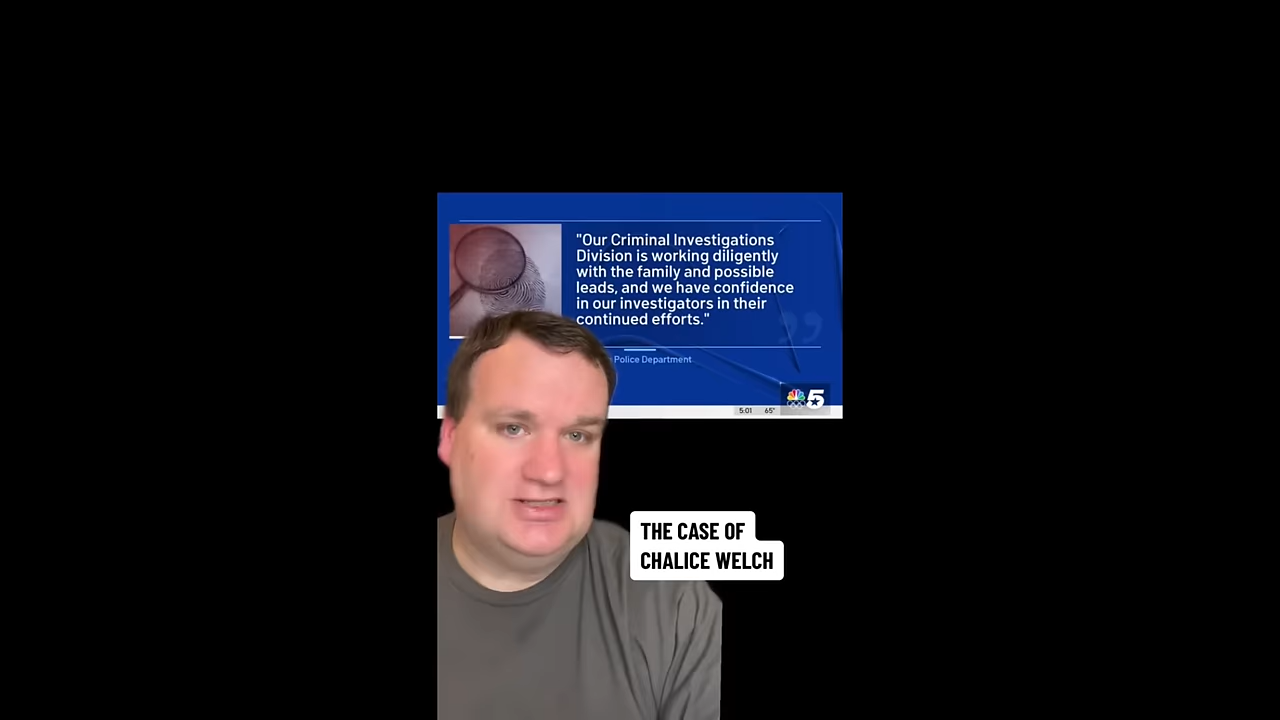 "Our Criminal Investigations
Division is working diligently
with the family and possible
leads, and we have confidence
in our investigators in their
continued efforts."
Police Department
5
5:01 65°
THE CASE OF
CHALICE WELCH